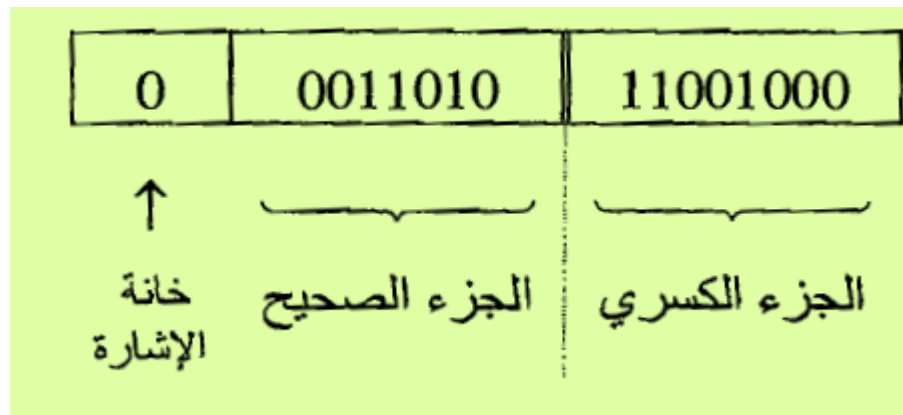 0 0011010 11001000
↑
خانة الجزء الصحيح الجزء الكسري
الإشارة